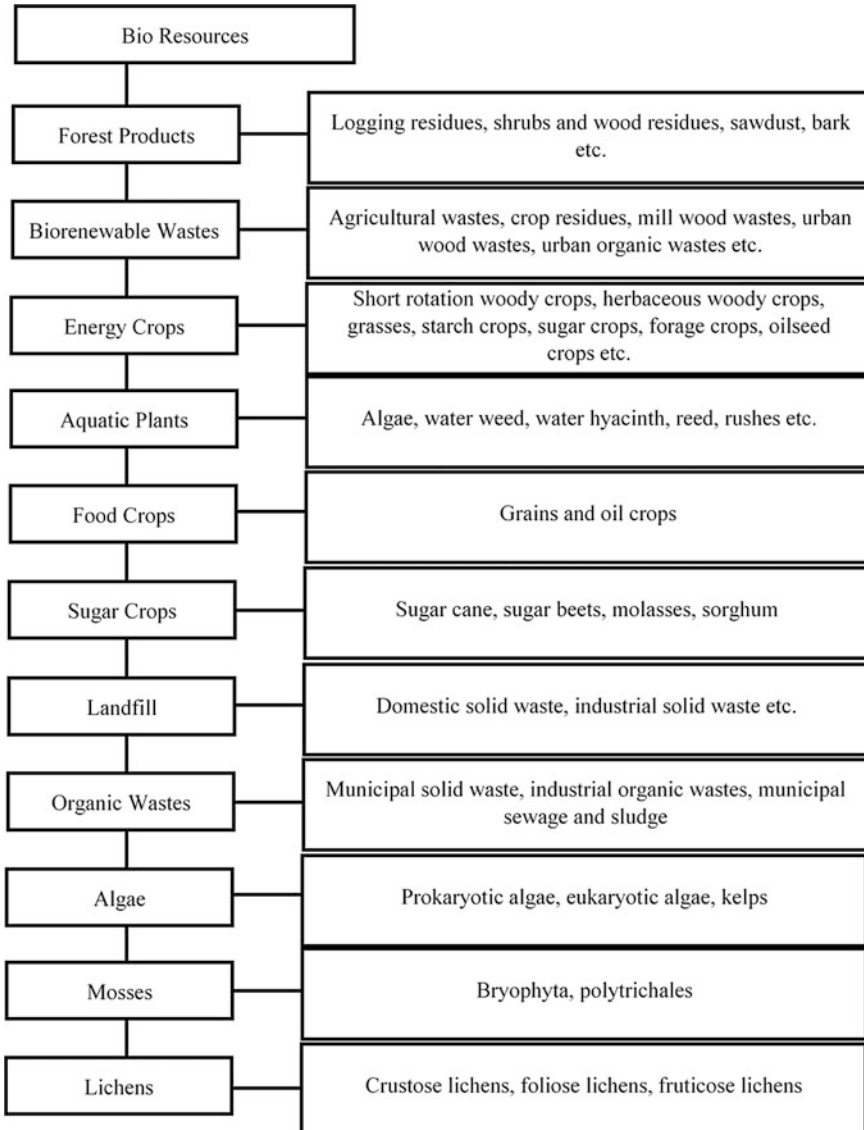 Bio Resources
Forest Products
Logging residues, shrubs and wood residues, sawdust, bark
etc.
Biorenewable Wastes
Agricultural wastes, crop residues, mill wood wastes, urban
wood wastes, urban organic wastes etc.
Energy Crops
Short rotation woody crops, herbaceous woody crops,
grasses, starch crops, sugar crops, forage crops, oilseed
crops etc.
Aquatic Plants
Algae, water weed, water hyacinth, reed, rushes etc.
Food Crops
Grains and oil crops
Sugar Crops
Sugar cane, sugar beets, molasses, sorghum
Landfill
Domestic solid waste, industrial solid waste etc.
Organic Wastes
Municipal solid waste, industrial organic wastes, municipal
sewage and sludge
Algae
Prokaryotic algae, eukaryotic algae, kelps
Mosses
Bryophyta, polytrichales
Lichens
Crustose lichens, foliose lichens, fruticose lichens